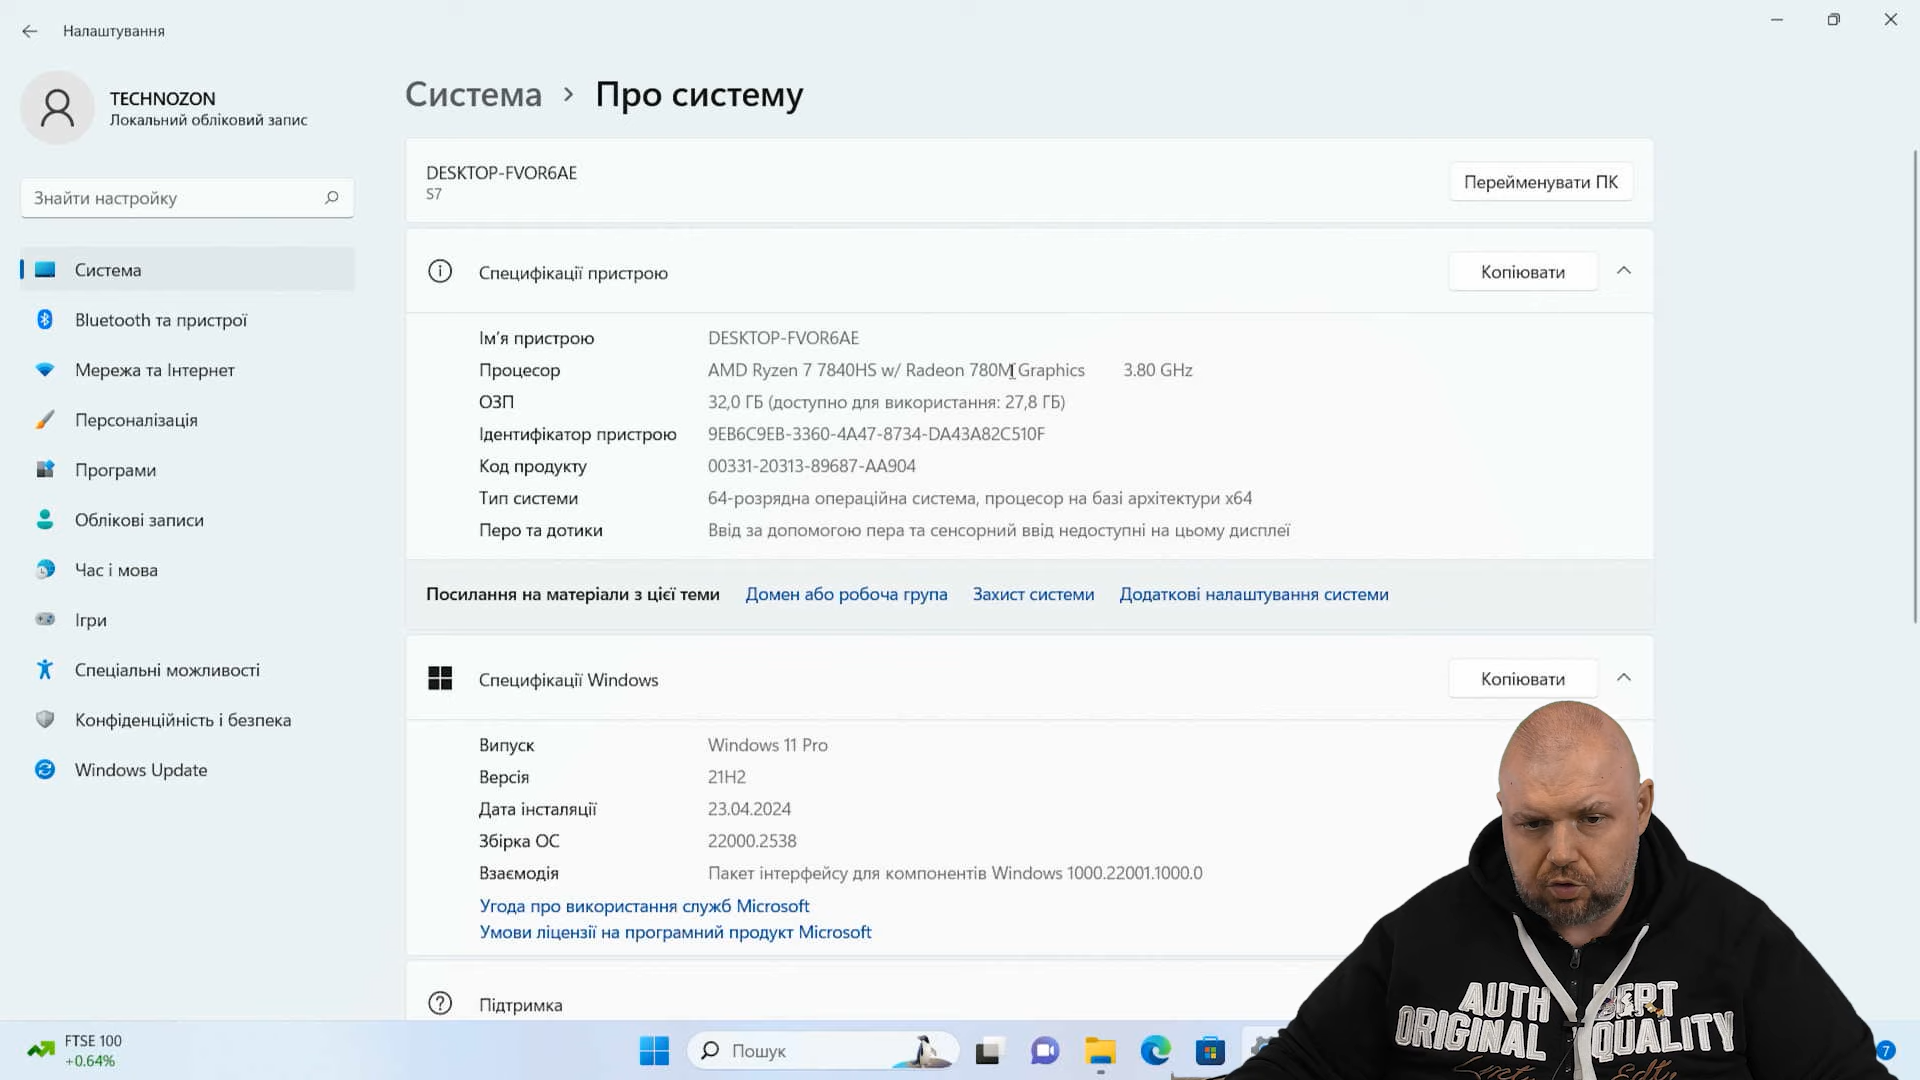 Налаштування
TECHNOZON
Локальний обліковий запис
Знайти настройку
Система
Bluetooth та пристрої
Мережа та Інтернет
Персоналізація
Програми
Облікові записи
Час і мова
Ігри
Спеціальні можливості
Конфіденційність і безпека
Windows Update
Система > Про систему
DESKTOP-FVOR6AE
S7
Перейменувати ПК
Специфікації пристрою
Копіювати
Ім'я пристрою DESKTOP-FVOR6AE
Процесор AMD Ryzen 7 7840HS w/ Radeon 780M Graphics 3.80 GHz
ОЗП 32,0 ГБ (доступно для використання: 27,8 ГБ)
Ідентифікатор пристрою 9EB6C9EB-3360-4A47-8734-DA43A82C510F
Код продукту 00331-20313-89687-AA904
Тип системи 64-розрядна операційна система, процесор на базі архітектури x64
Перо та дотики Ввід за допомогою пера та сенсорний ввід недоступні на цьому дисплеї
Посилання на матеріали з цієї теми Домен або робоча група Захист системи Додаткові налаштування системи
Специфікації Windows
Копіювати
Випуск Windows 11 Pro
Версія 21H2
Дата інсталяції 23.04.2024
Збірка ОС 22000.2538
Взаємодія Пакет інтерфейсу для компонентів Windows 1000.22001.1000.0
Угода про використання служб Microsoft
Умови ліцензії на програмний продукт Microsoft
Підтримка
FTSE 100
+0.64%
Пошук
7
AUTH DEPT
ORIGINAL QUALITY